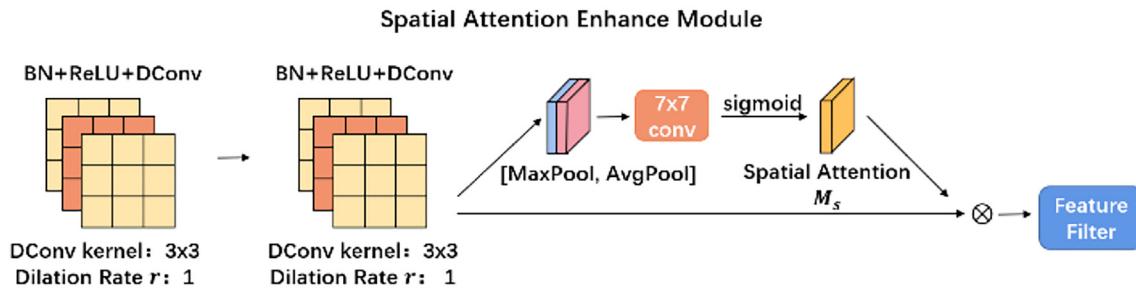 Spatial Attention Enhance Module
BN+ReLU+DConv
BN+ReLU+DConv
7x7
conv
sigmoid
[MaxPool, AvgPool]
Spatial Attention
Mₛ
Feature
Filter
DConv kernel：3x3
Dilation Rate r：1
DConv kernel：3x3
Dilation Rate r：1